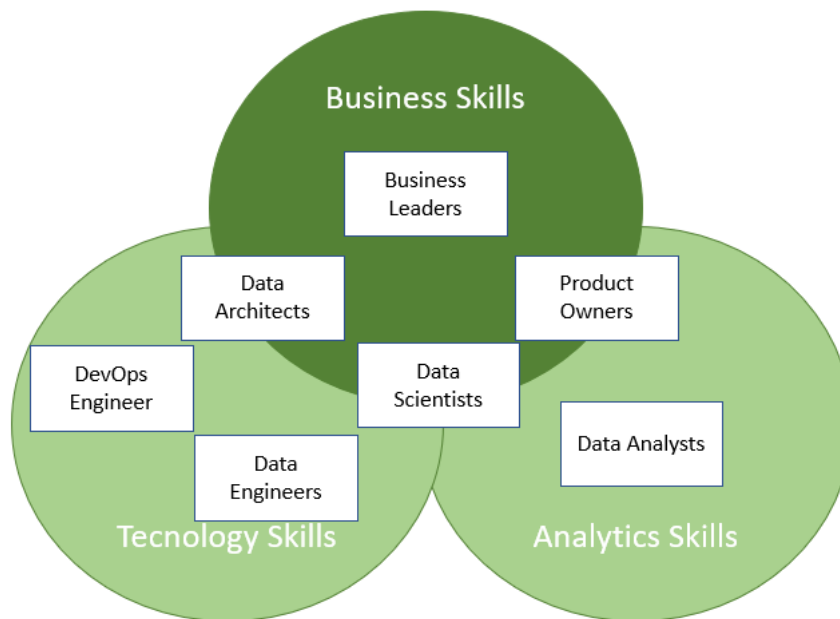 Business Skills
Business
Leaders
Data
Architects
Product
Owners
DevOps
Engineer
Data
Scientists
Data Analysts
Data
Engineers
Tecnology Skills
Analytics Skills